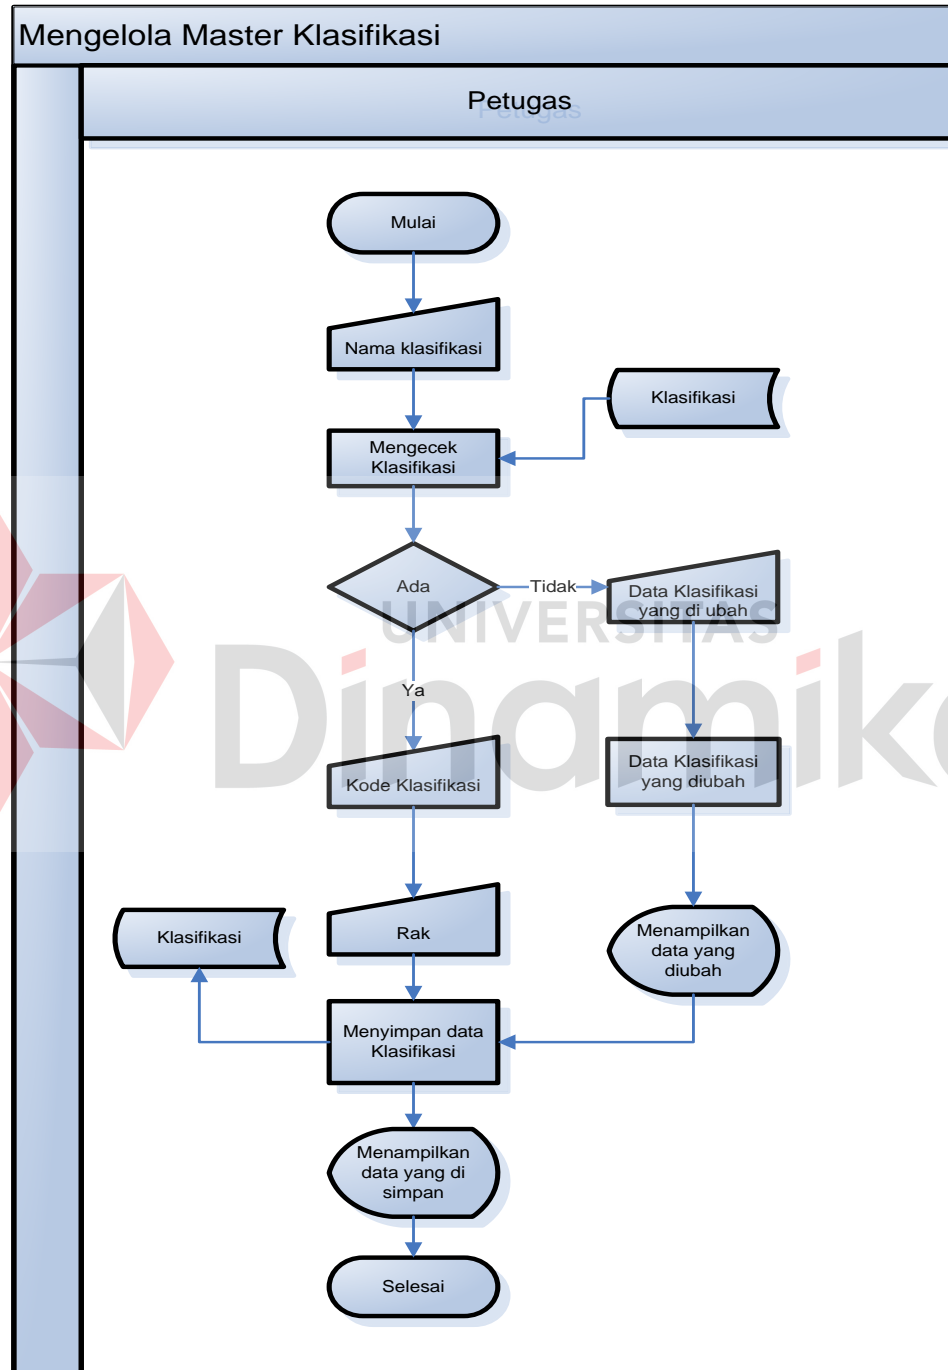 Mengelola Master Klasifikasi
Petugas
Mulai
Nama klasifikasi
Klasifikasi
Mengecek
Klasifikasi
Ada
Tidak
Data Klasifikasi
yang di ubah
UNIVERSITAS
Dinamika
Ya
Kode Klasifikasi
Data Klasifikasi
yang diubah
Klasifikasi
Rak
Menampilkan
data yang
diubah
Menyimpan data
Klasifikasi
Menampilkan
data yang di
simpan
Selesai